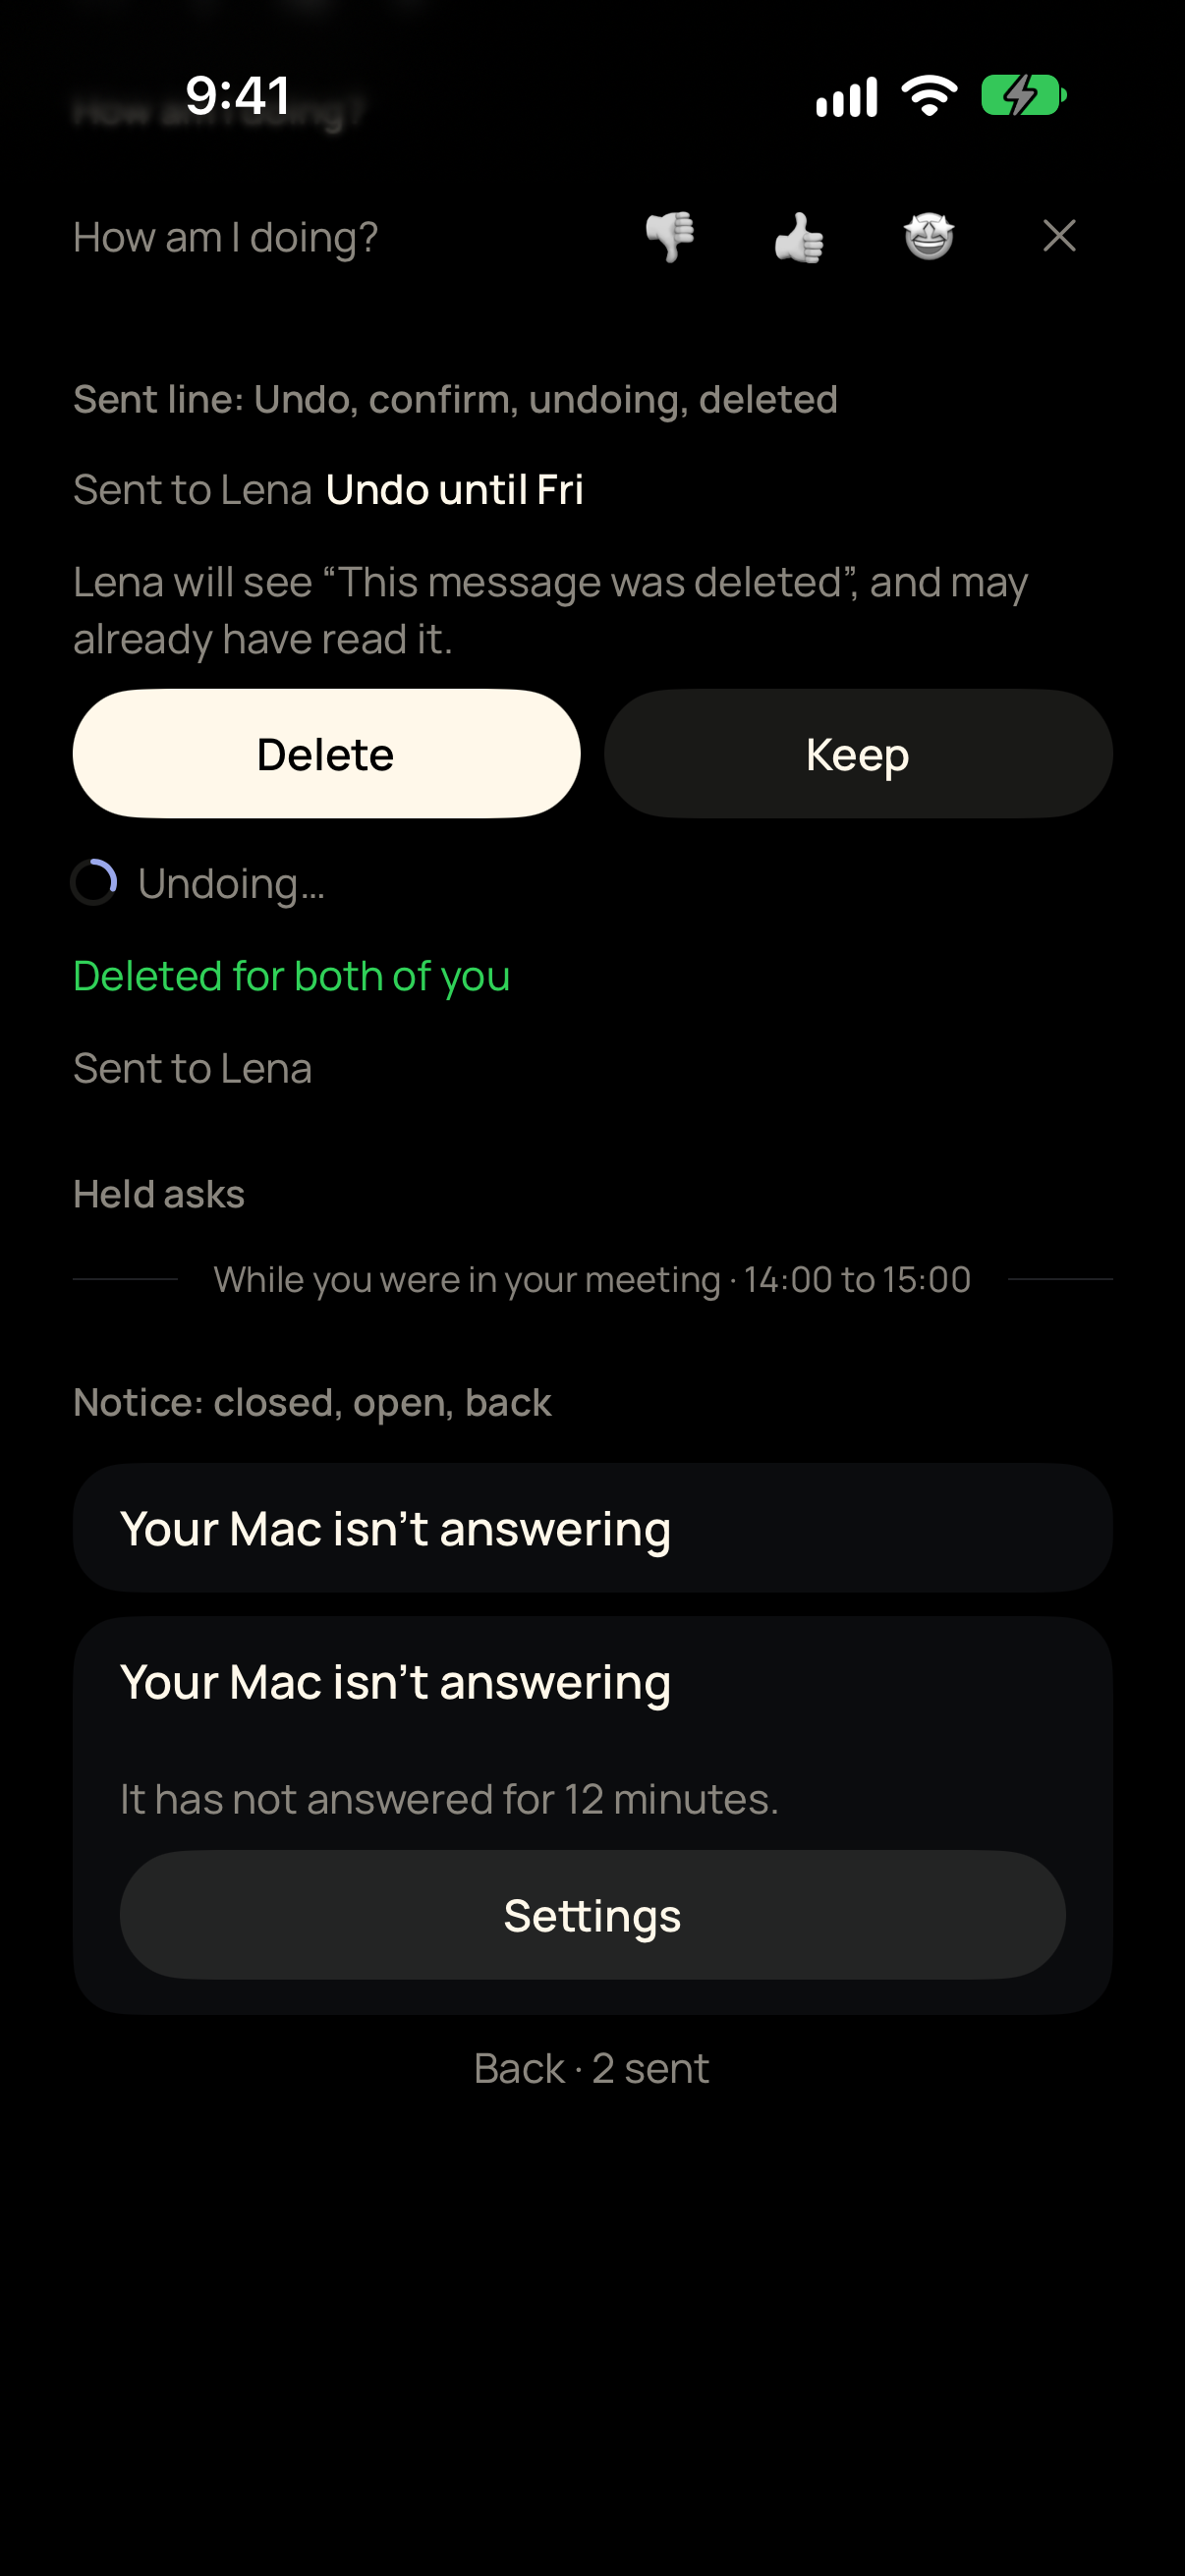 9:41
How am I doing?
How am I doing?
Sent line: Undo, confirm, undoing, deleted
Sent to Lena Undo until Fri
Lena will see “This message was deleted”, and may
already have read it.
Delete Keep
Undoing…
Deleted for both of you
Sent to Lena
Held asks
While you were in your meeting · 14:00 to 15:00
Notice: closed, open, back
Your Mac isn’t answering
Your Mac isn’t answering
It has not answered for 12 minutes.
Settings
Back · 2 sent